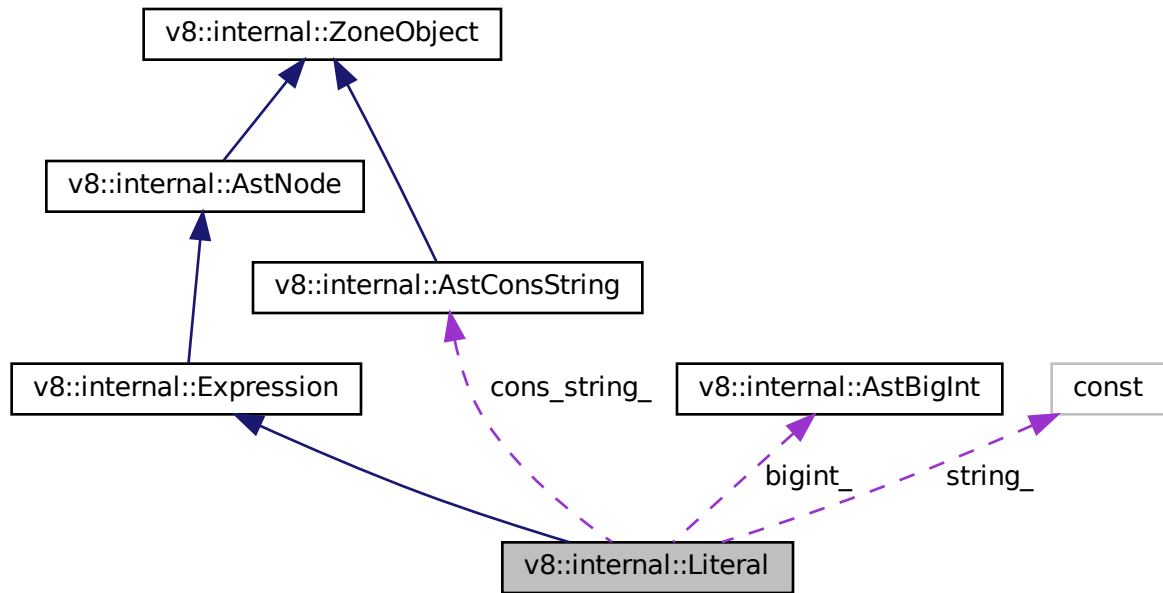 v8::internal::ZoneObject
v8::internal::AstNode
v8::internal::AstConsString
v8::internal::Expression
cons_string_
v8::internal::AstBigInt
const
bigint_
string_
v8::internal::Literal